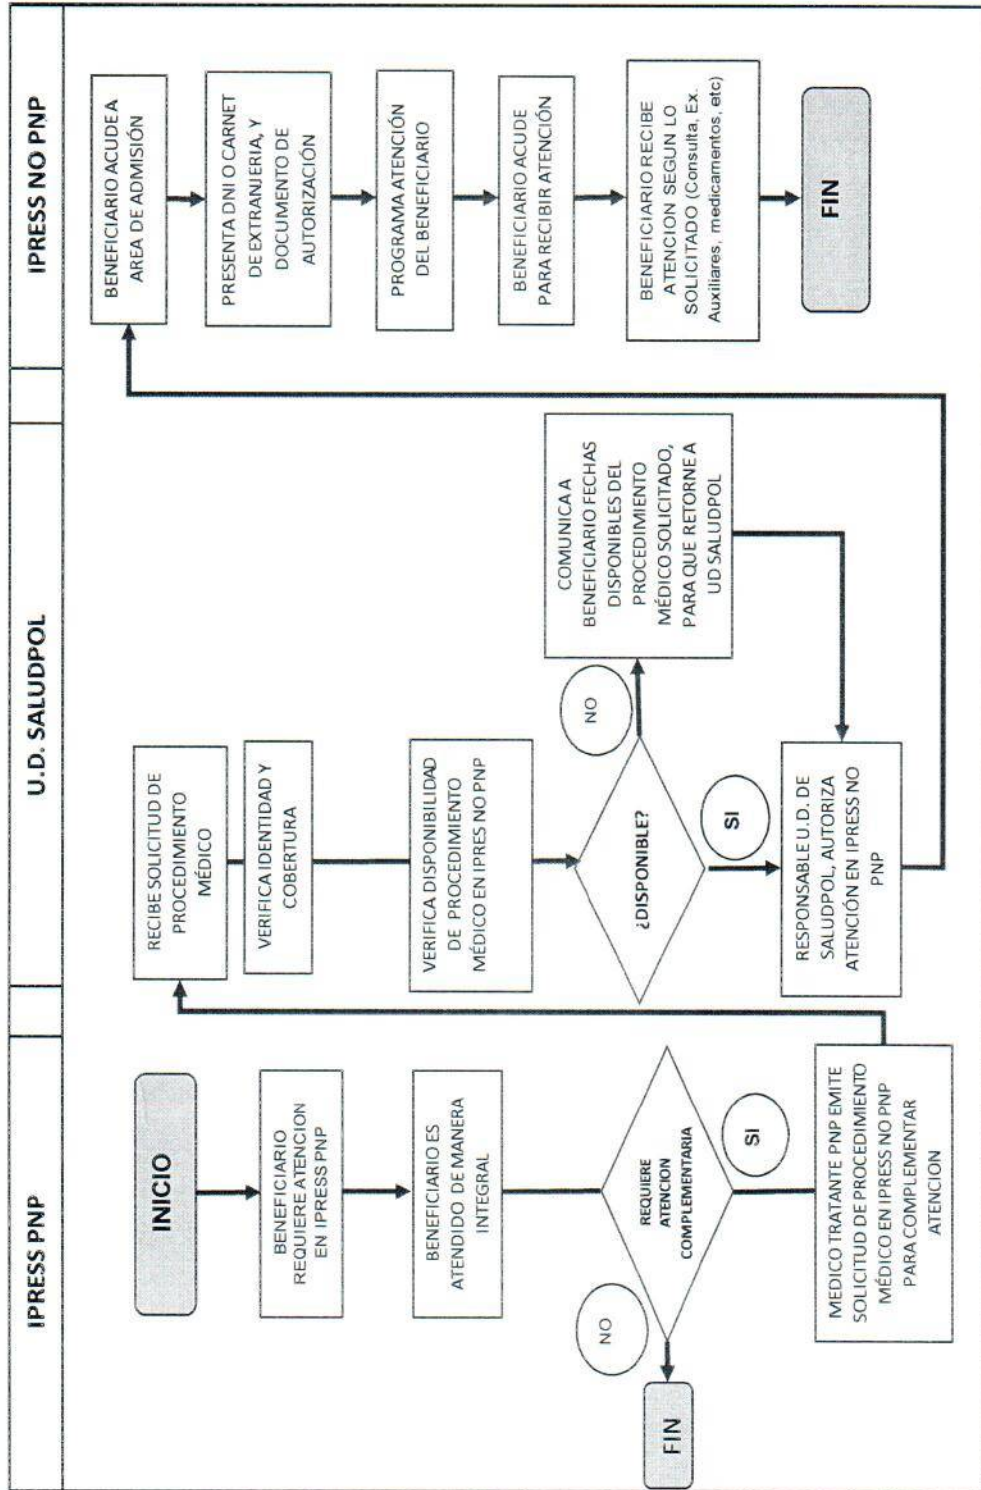 IPRESS PNP
U.D. SALUDPOL
IPRESS NO PNP
INICIO
BENEFICIARIO
REQUIERE ATENCION
EN IPRESS PNP
BENEFICIARIO ES
ATENDIDO DE MANERA
INTEGRAL
REQUIERE
ATENCION
COMPLEMENTARIA
NO
FIN
SI
MEDICO TRATANTE PNP EMITE
SOLICITUD DE PROCEDIMIENTO
MÉDICO EN IPRESS NO PNP
PARA COMPLEMENTAR
ATENCION
RECIBE SOLICITUD DE
PROCEDIMIENTO
MÉDICO
VERIFICA IDENTIDAD Y
COBERTURA
VERIFICA DISPONIBILIDAD
DE PROCEDIMIENTO
MÉDICO EN IPRES NO PNP
¿DISPONIBLE?
NO
COMUNICA A
BENEFICIARIO FECHAS
DISPONIBLES DEL
PROCEDIMIENTO
MÉDICO SOLICITADO,
PARA QUE RETORNE A
UD SALUDPOL
SI
RESPONSABLE U.D. DE
SALUDPOL, AUTORIZA
ATENCIÓN EN IPRESS NO
PNP
BENEFICIARIO ACUDE A
AREA DE ADMISIÓN
PRESENTA DNI O CARNET
DE EXTRANJERIA, Y
DOCUMENTO DE
AUTORIZACIÓN
PROGRAMA ATENCIÓN
DEL BENEFICIARIO
BENEFICIARIO ACUDE
PARA RECIBIR ATENCIÓN
BENEFICIARIO RECIBE
ATENCION SEGUN LO
SOLICITADO (Consulta, Ex.
Auxiliares, medicamentos, etc)
FIN